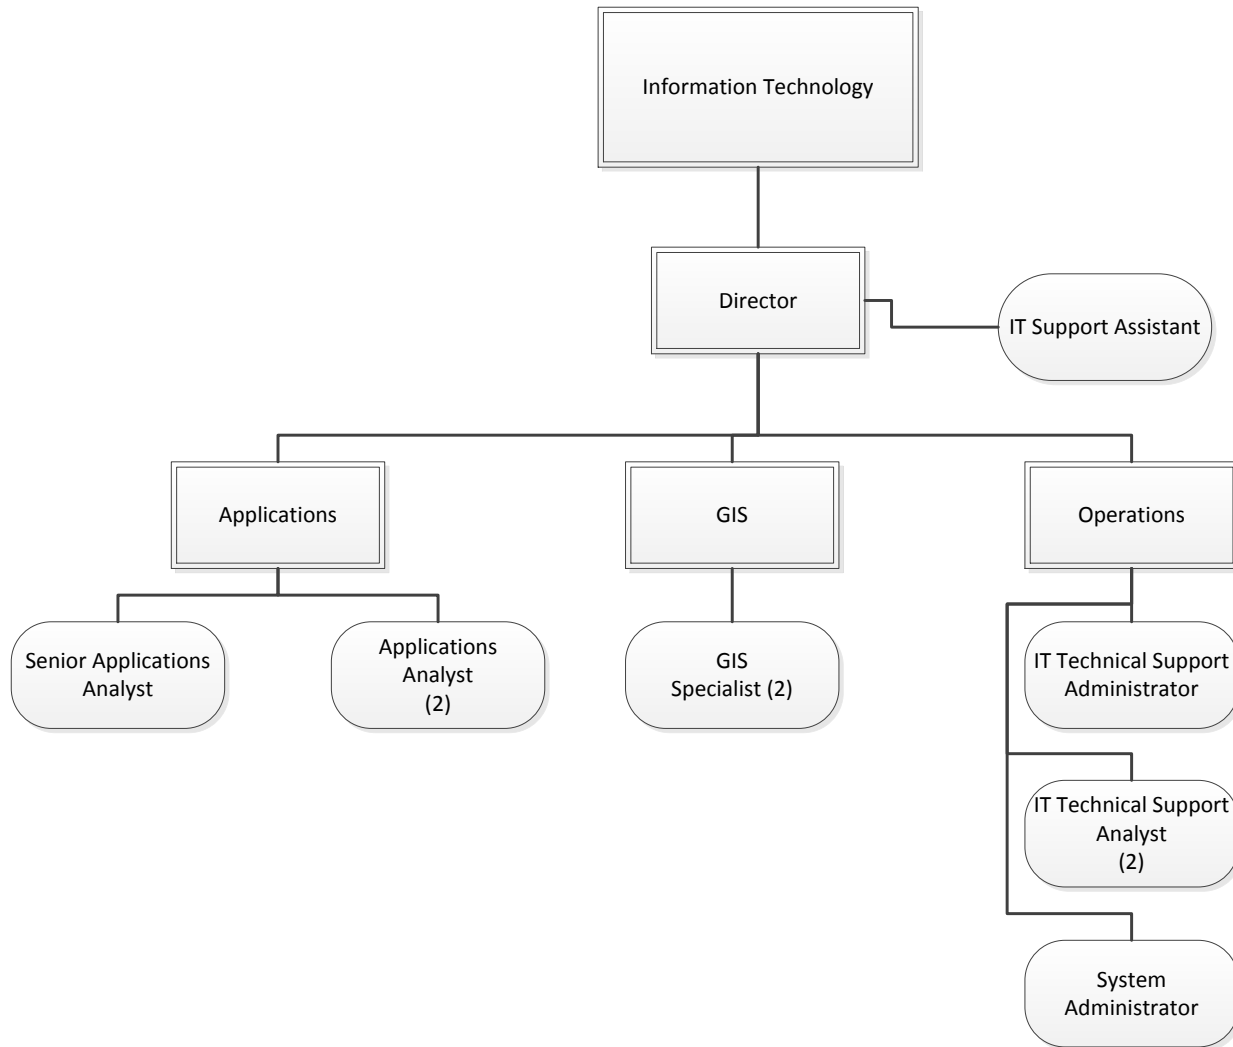 Information Technology
Director
IT Support Assistant
Applications
GIS
Operations
Senior Applications
Analyst
Applications
Analyst
(2)
GIS
Specialist (2)
IT Technical Support
Administrator
IT Technical Support
Analyst
(2)
System
Administrator